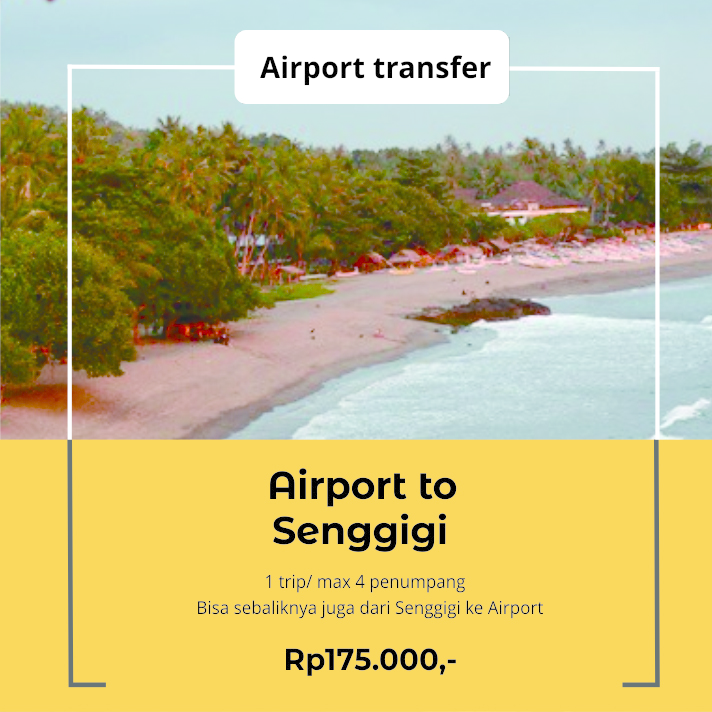 Airport transfer
Airport to
Senggigi
1 trip/ max 4 penumpang
Bisa sebaliknya juga dari Senggigi ke Airport
Rp175.000,-